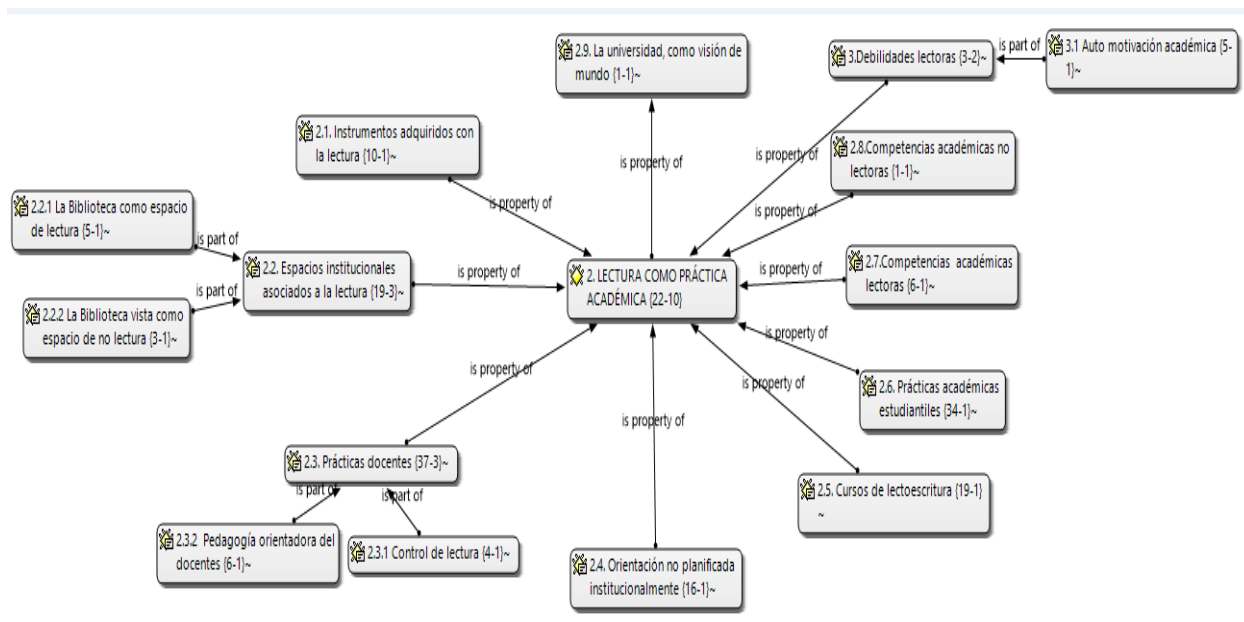 2.9. La universidad, como visión de
mundo {1-1}~
is property of
3.Debilidades lectoras {3-2}~
is part of
3.1 Auto motivación académica {5-
1}~
is property of
2.1. Instrumentos adquiridos con
la lectura {10-1}~
is property of
2.8.Competencias académicas no
lectoras {1-1}~
is property of
2.2.1 La Biblioteca como espacio
de lectura {5-1}~
is part of
2.2. Espacios institucionales
asociados a la lectura {19-3}~
is property of
2.2.2 La Biblioteca vista como
espacio de no lectura {3-1}~
is part of
2. LECTURA COMO PRÁCTICA
ACADÉMICA {22-10}
is property of
2.7.Competencias académicas
lectoras {6-1}~
is property of
2.6. Prácticas académicas
estudiantiles {34-1}~
is property of
2.5. Cursos de lectoescritura {19-1}
~
is property of
2.3. Prácticas docentes {37-3}~
is property of
is part of
is part of
2.3.2 Pedagogía orientadora del
docentes {6-1}~
2.3.1 Control de lectura {4-1}~
is property of
2.4. Orientación no planificada
institucionalmente {16-1}~